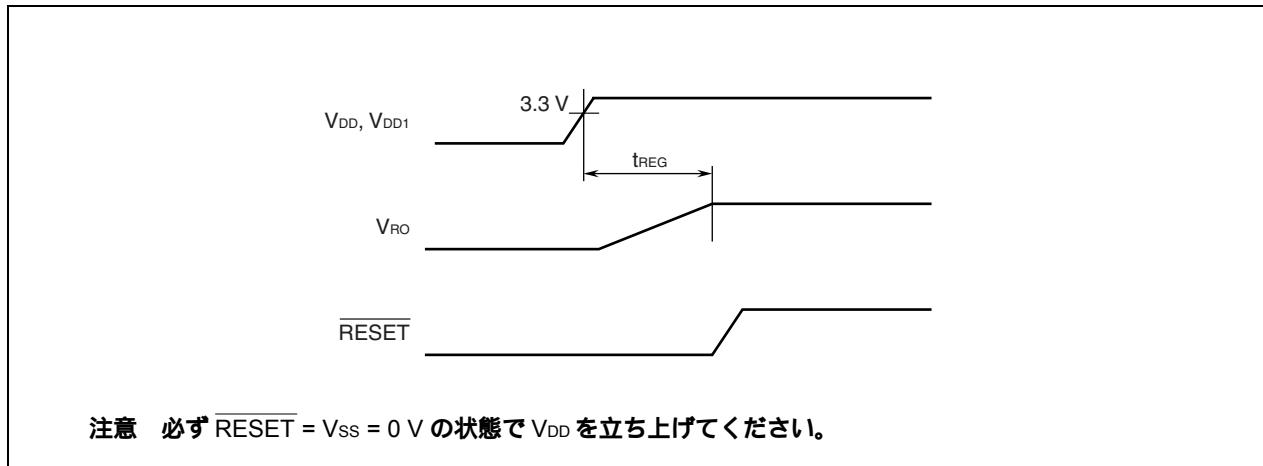 3.3 V
VDD, VDD1
tREG
VRO
RESET
注意 必ず RESET = VSS = 0 V の状態で VDD を立ち上げてください。